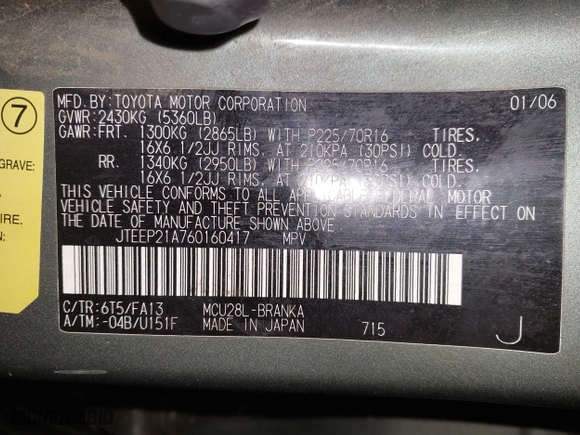 7
GRAVE:
IRE.
N).
MFD.BY:TOYOTA MOTOR CORPORATION 01/06
GVWR:2430KG (5360LB)
GAWR:FRT. 1300KG (2865LB) WITH P225/70R16 TIRES.
16X6 1/2JJ RIMS, AT 210KPA (30PSI) COLD.
RR. 1340KG (2950LB) WITH P225/70R16 TIRES.
16X6 1/2JJ RIMS, AT COLD.
THIS VEHICLE CONFORMS TO ALL APPLICABLE FEDERAL MOTOR
VEHICLE SAFETY AND THEFT PREVENTION STANDARDS IN EFFECT ON
THE DATE OF MANUFACTURE SHOWN ABOVE.
JTEEP21A760160417 MPV
C/TR:6T5/FA13 MCU28L-BRANKA
A/TM:-04B/U151F MADE IN JAPAN 715 J